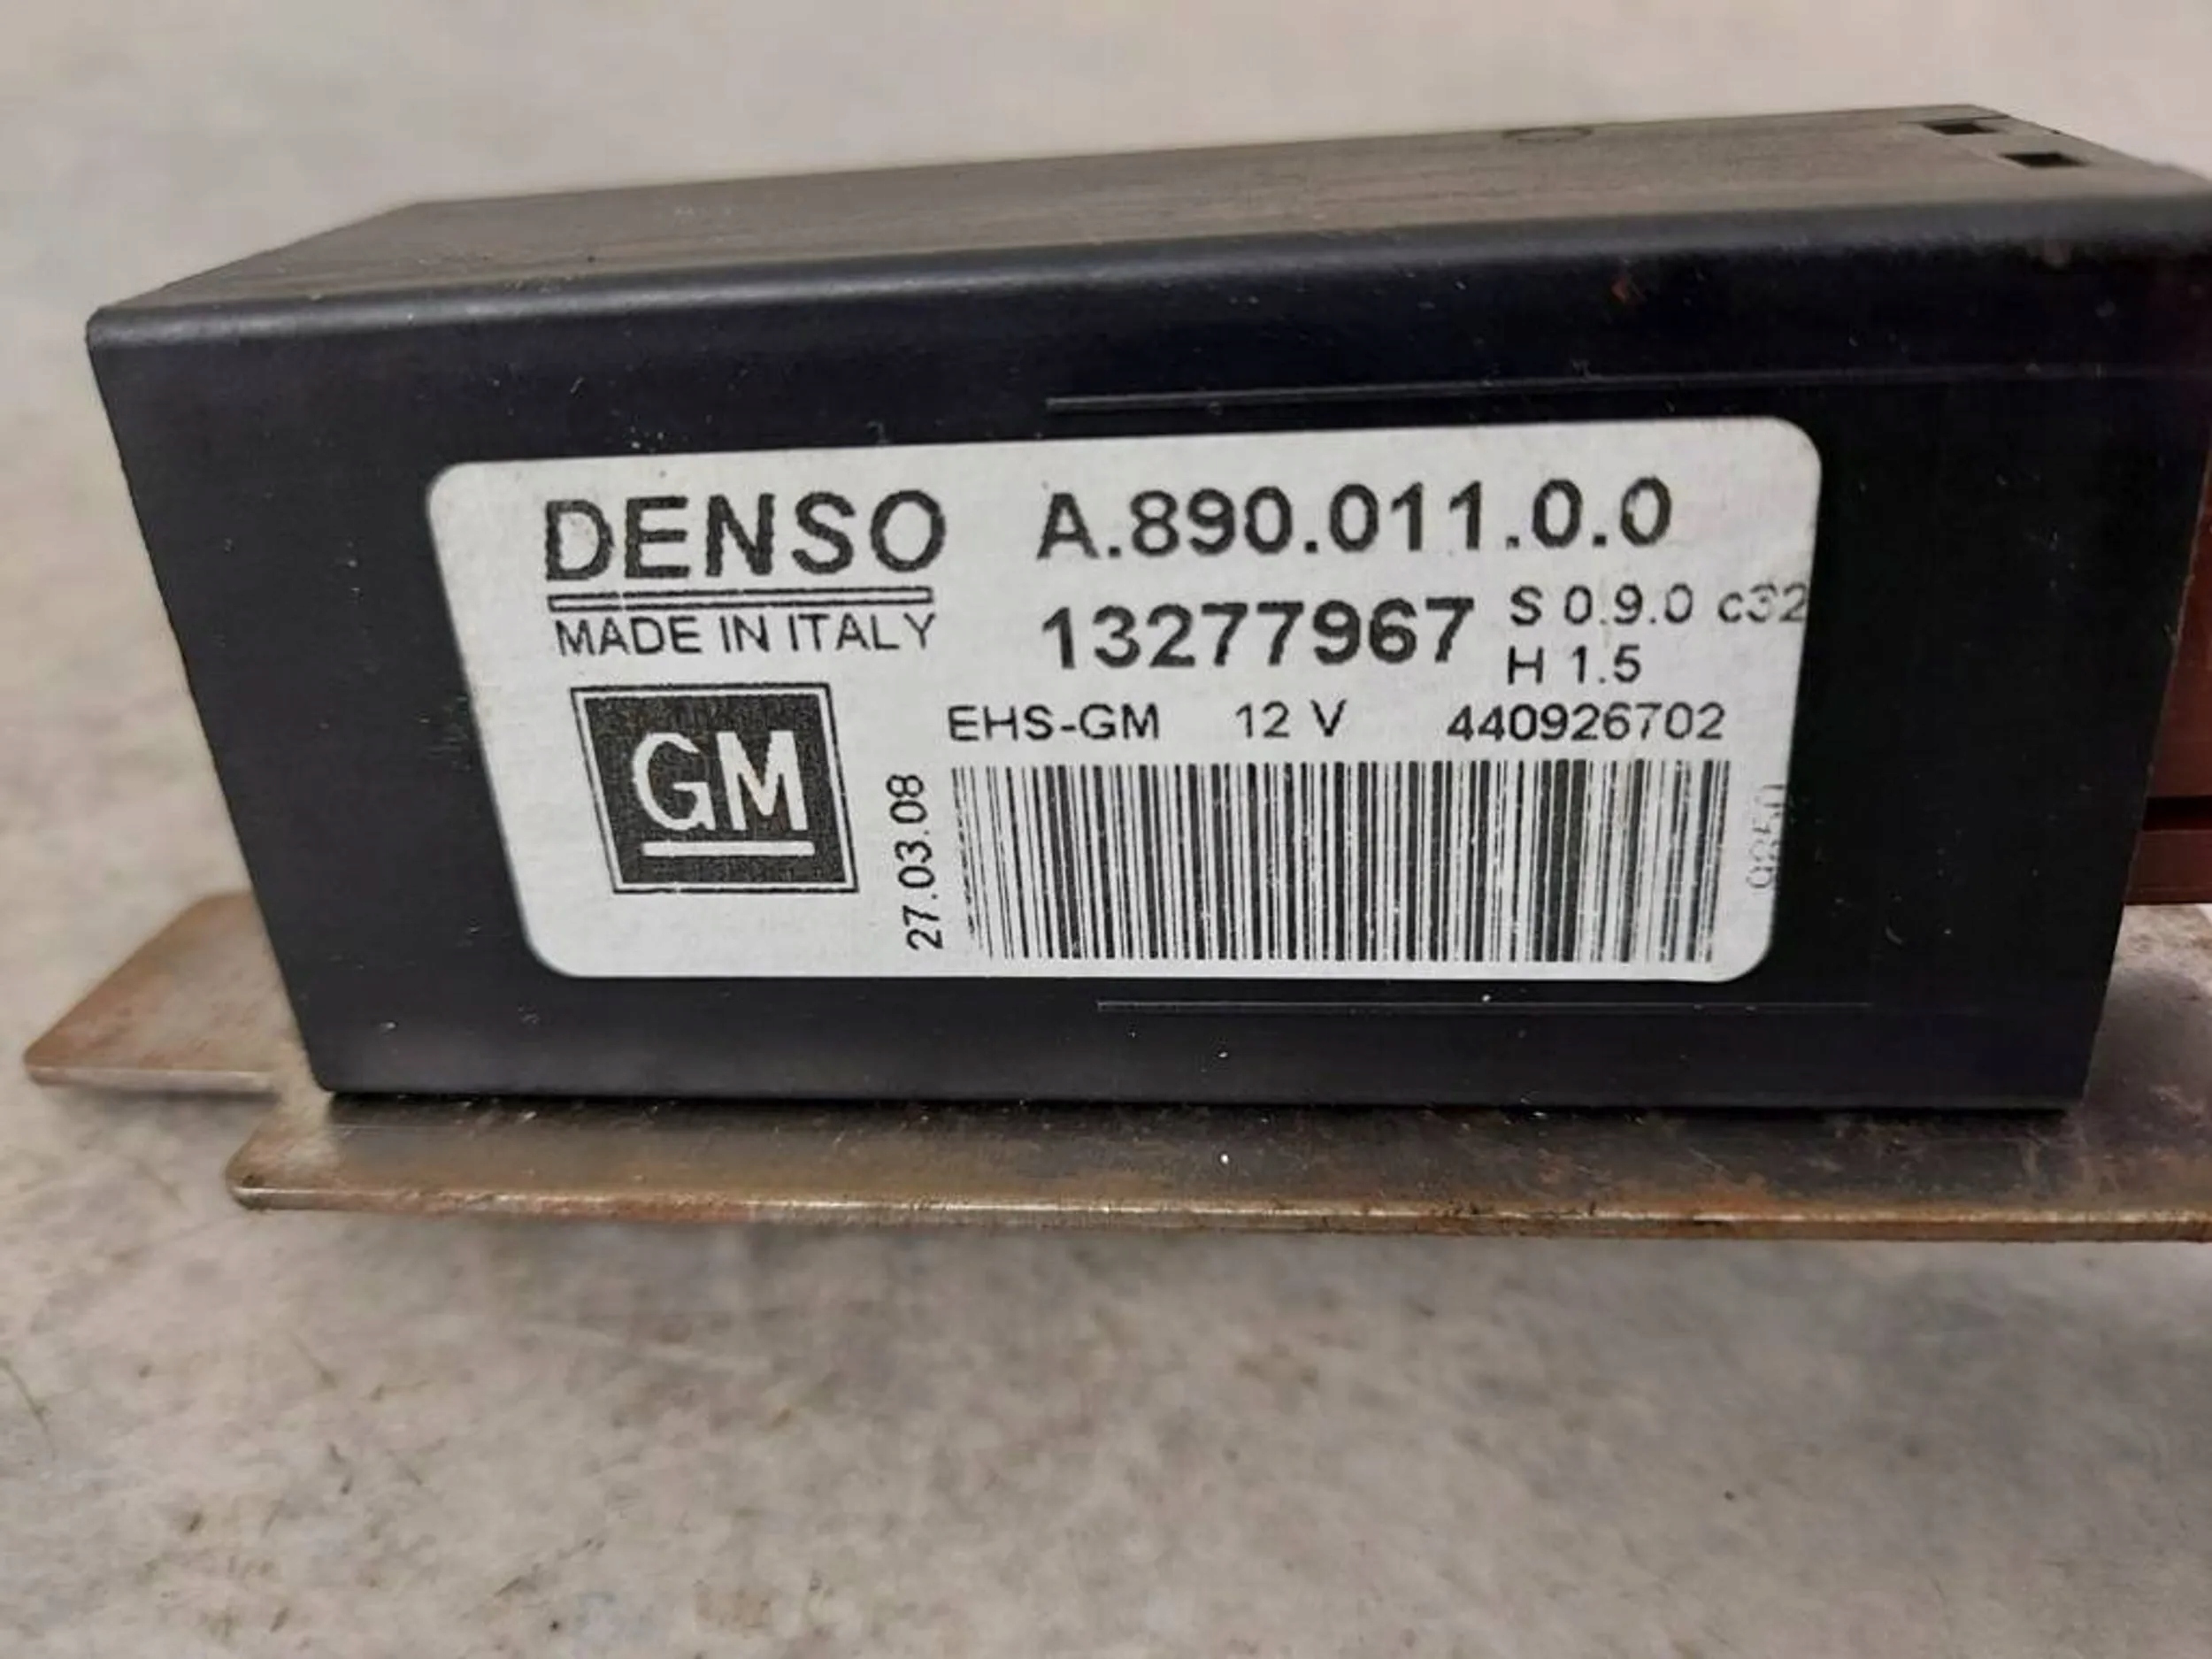 DENSO
MADE IN ITALY
GM
A.890.011.0.0
13277967
S 0.9.0 c32
H 1.5
EHS-GM 12 V 440926702
27.03.08
9850